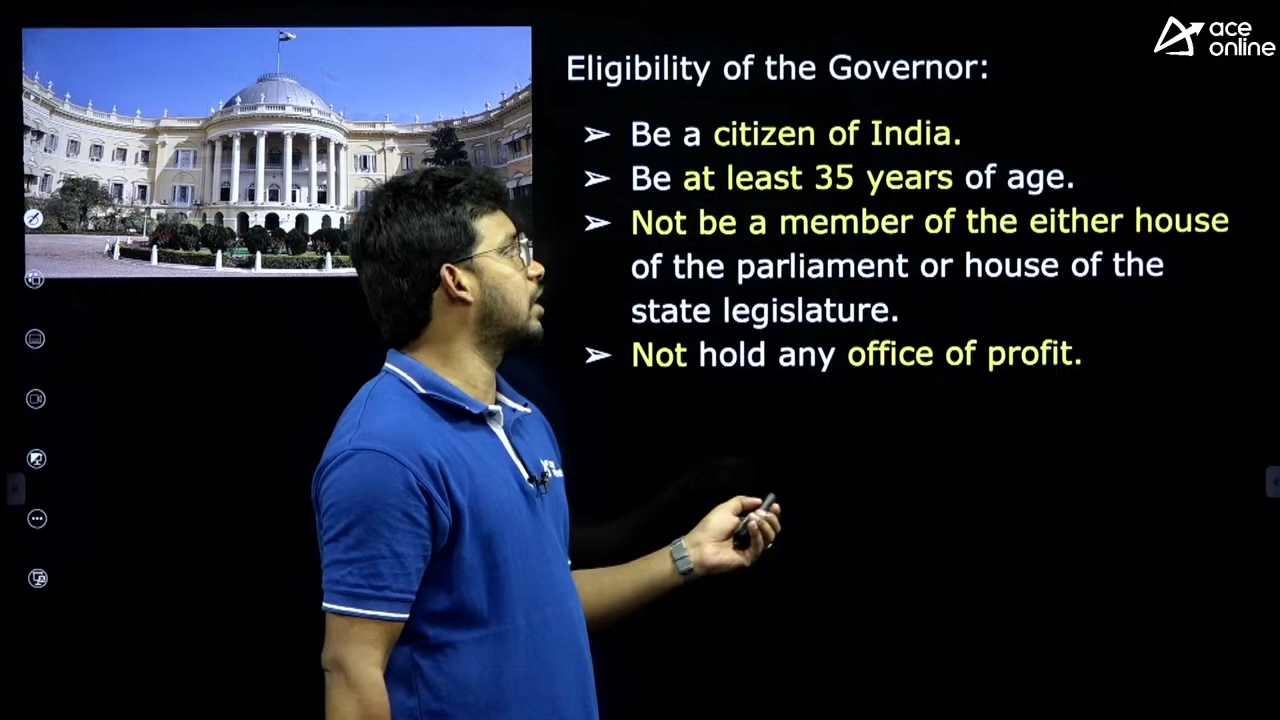 ace
online
Eligibility of the Governor:
➢ Be a citizen of India.
➢ Be at least 35 years of age.
➢ Not be a member of the either house
of the parliament or house of the
state legislature.
➢ Not hold any office of profit.